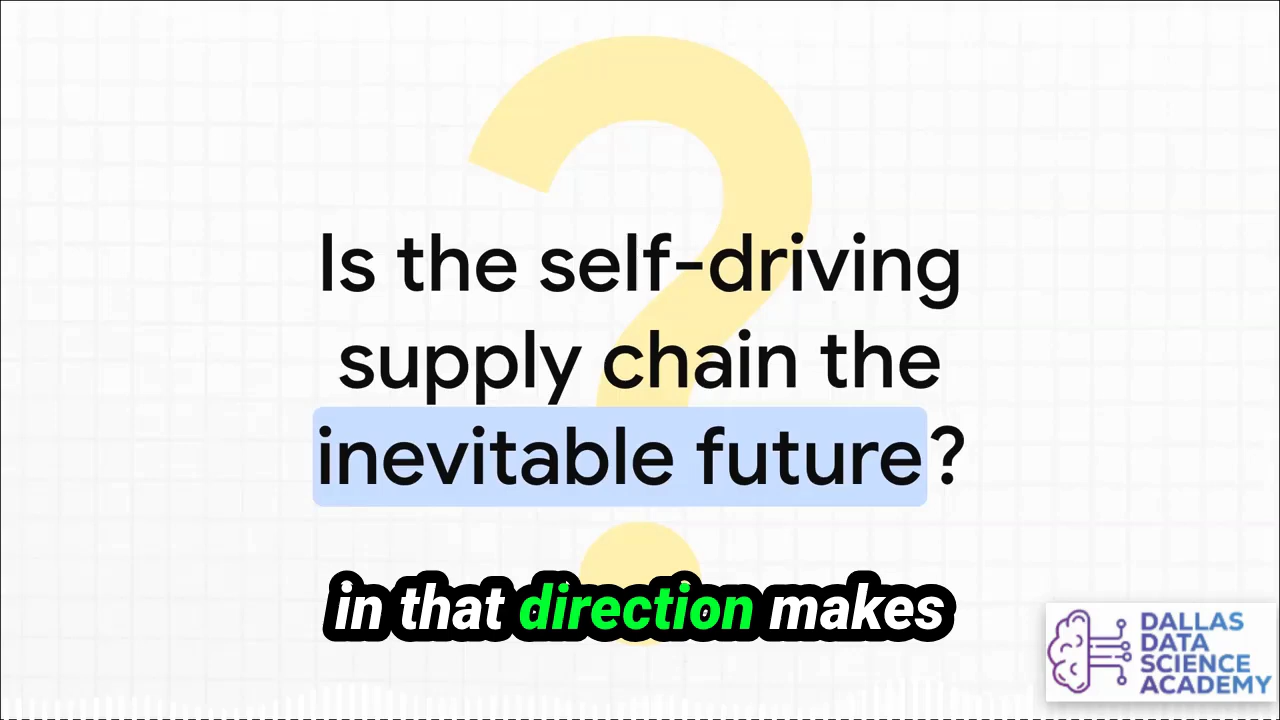 Is the self-driving
supply chain the
inevitable future?
in that direction makes
DALLAS
DATA
SCIENCE
ACADEMY